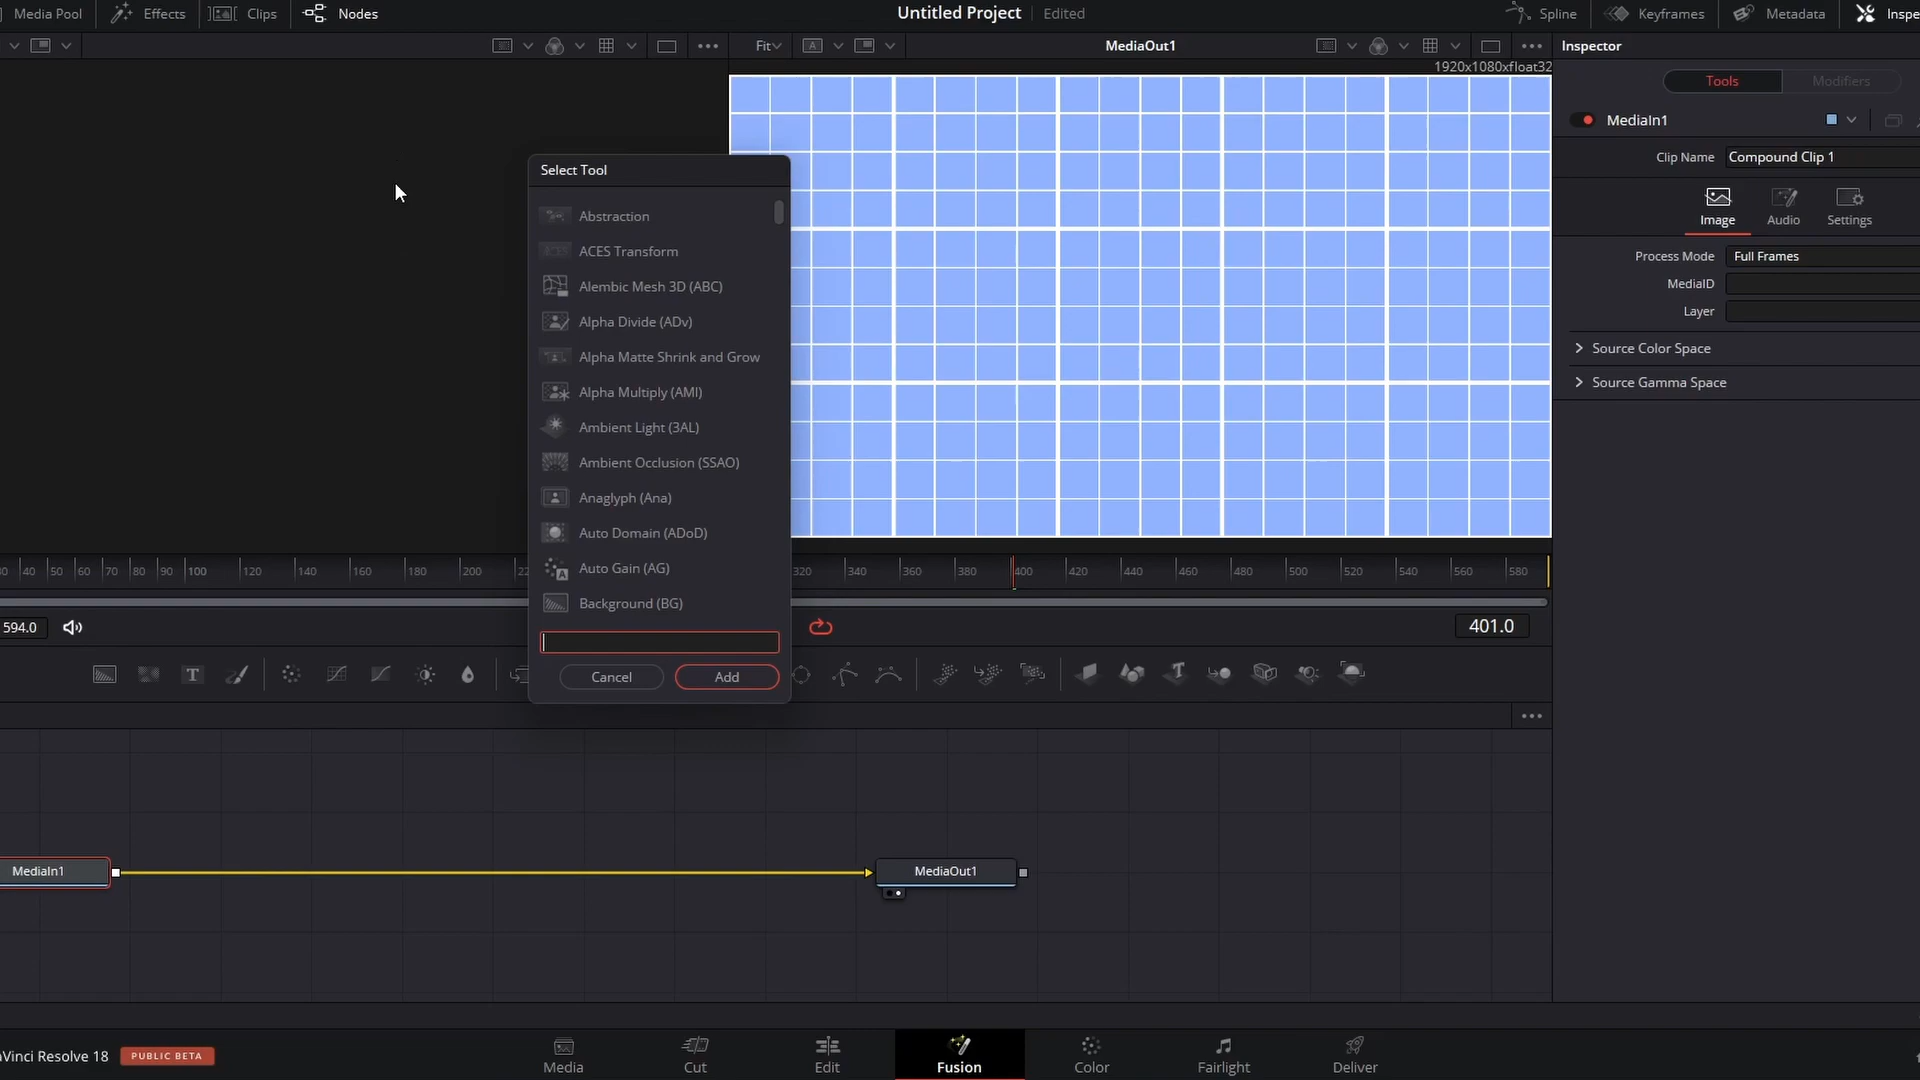 Media Pool
Effects
Clips
Nodes
Untitled Project
Edited
Spline
Keyframes
Metadata
Inspe
Fit
A
MediaOut1
Inspector
1920x1080xfloat32
Tools
Modifiers
MediaIn1
Clip Name
Compound Clip 1
Image
Audio
Settings
Process Mode
Full Frames
MediaID
Layer
Source Color Space
Source Gamma Space
Select Tool
Abstraction
ACES Transform
Alembic Mesh 3D (ABC)
Alpha Divide (ADv)
Alpha Matte Shrink and Grow
Alpha Multiply (AMl)
Ambient Light (3AL)
Ambient Occlusion (SSAO)
Anaglyph (Ana)
Auto Domain (ADoD)
Auto Gain (AG)
Background (BG)
Cancel
Add
40 50 60 70 80 90 100 120 140 160 180 200 22 320 340 360 380 400 420 440 460 480 500 520 540 560 580
594.0
401.0
T
MediaIn1
MediaOut1
aVinci Resolve 18
PUBLIC BETA
Media
Cut
Edit
Fusion
Color
Fairlight
Deliver